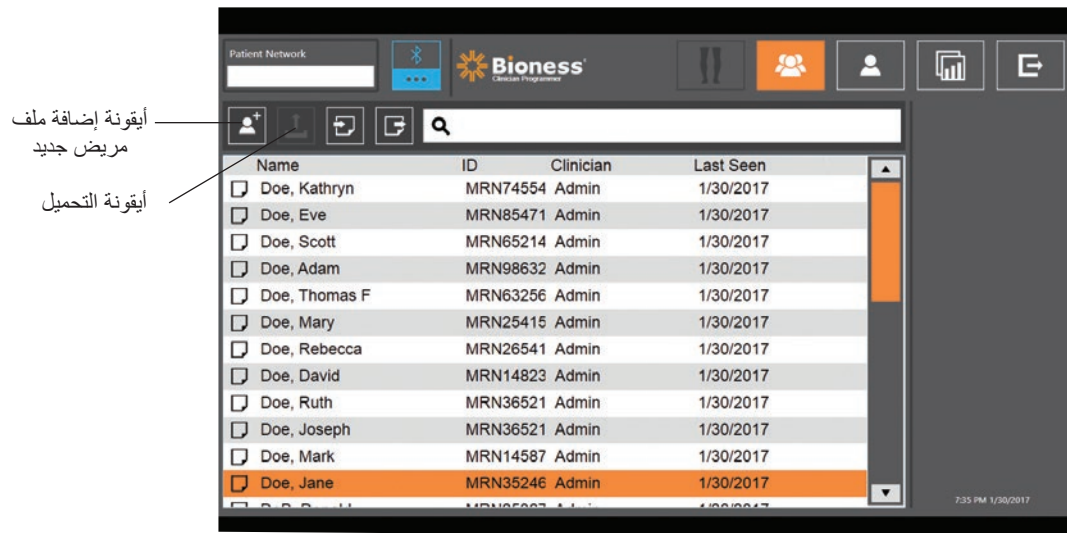 Patient Network
Bioness
Clinician Programmer
أيقونة إضافة ملف
مريض جديد
أيقونة التحميل
Name ID Clinician Last Seen
Doe, Kathryn MRN74554 Admin 1/30/2017
Doe, Eve MRN85471 Admin 1/30/2017
Doe, Scott MRN65214 Admin 1/30/2017
Doe, Adam MRN98632 Admin 1/30/2017
Doe, Thomas F MRN63256 Admin 1/30/2017
Doe, Mary MRN25415 Admin 1/30/2017
Doe, Rebecca MRN26541 Admin 1/30/2017
Doe, David MRN14823 Admin 1/30/2017
Doe, Ruth MRN36521 Admin 1/30/2017
Doe, Joseph MRN36521 Admin 1/30/2017
Doe, Mark MRN14587 Admin 1/30/2017
Doe, Jane MRN35246 Admin 1/30/2017
7:35 PM 1/30/2017